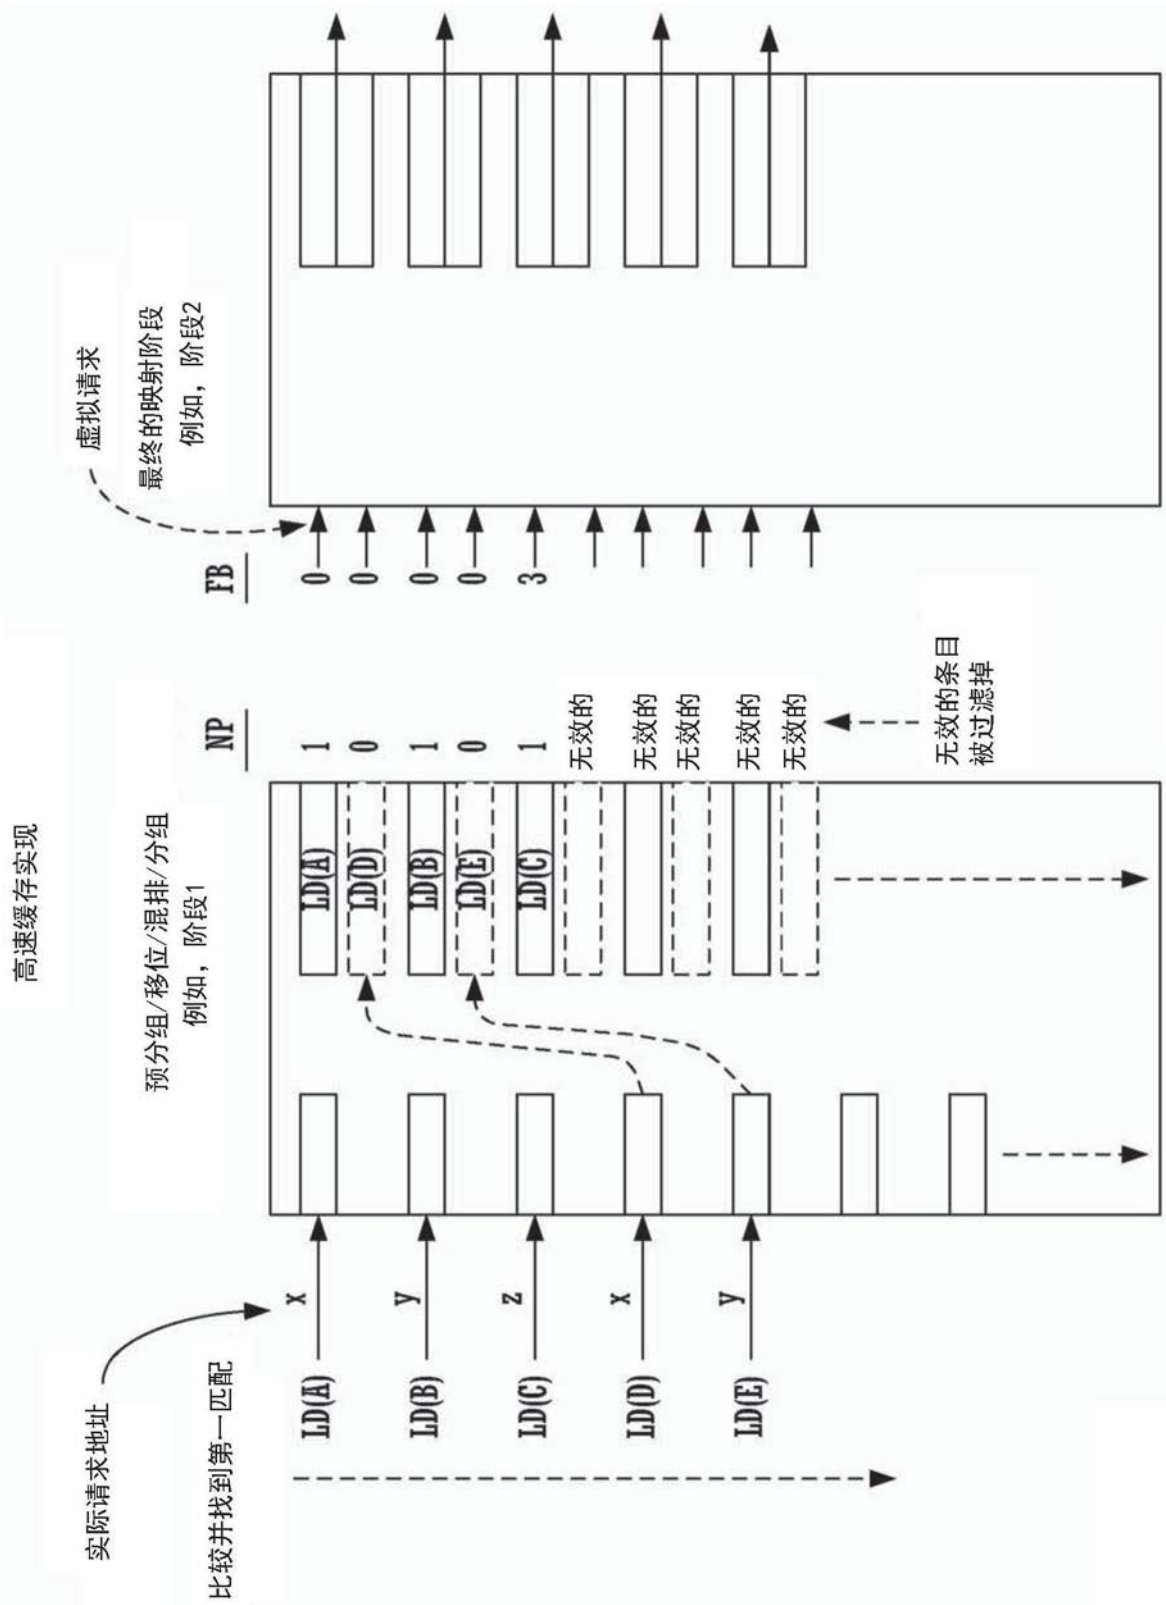 高速缓存实现
实际请求地址
比较并找到第一匹配
LD(A)
x
LD(B)
y
LD(C)
z
LD(D)
x
LD(E)
y
预分组/移位/混排/分组
例如，阶段1
LD(A)
LD(D)
LD(B)
LD(E)
LD(C)
NP
1
0
1
0
1
无效的
无效的
无效的
无效的
无效的
无效的条目
被过滤掉
FB
0
0
0
0
3
虚拟请求
最终的映射阶段
例如，阶段2